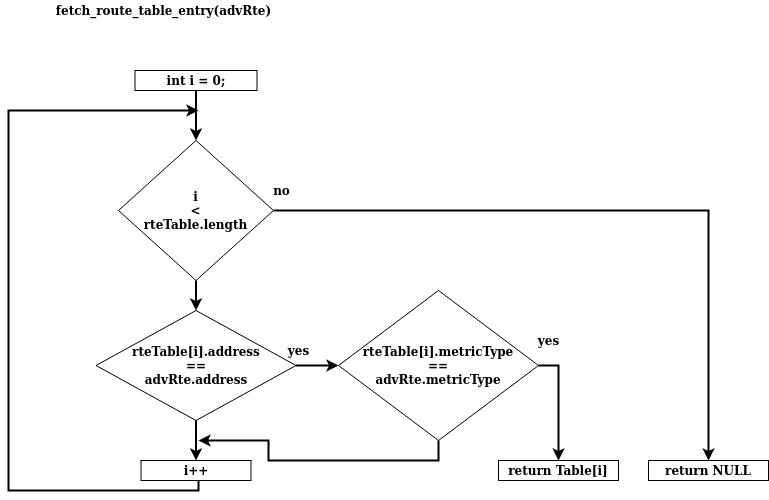 fetch_route_table_entry(advRte)
int i = 0;
i
<
rteTable.length
no
rteTable[i].address
==
advRte.address
yes
rteTable[i].metricType
==
advRte.metricType
yes
i++
return Table[i]
return NULL